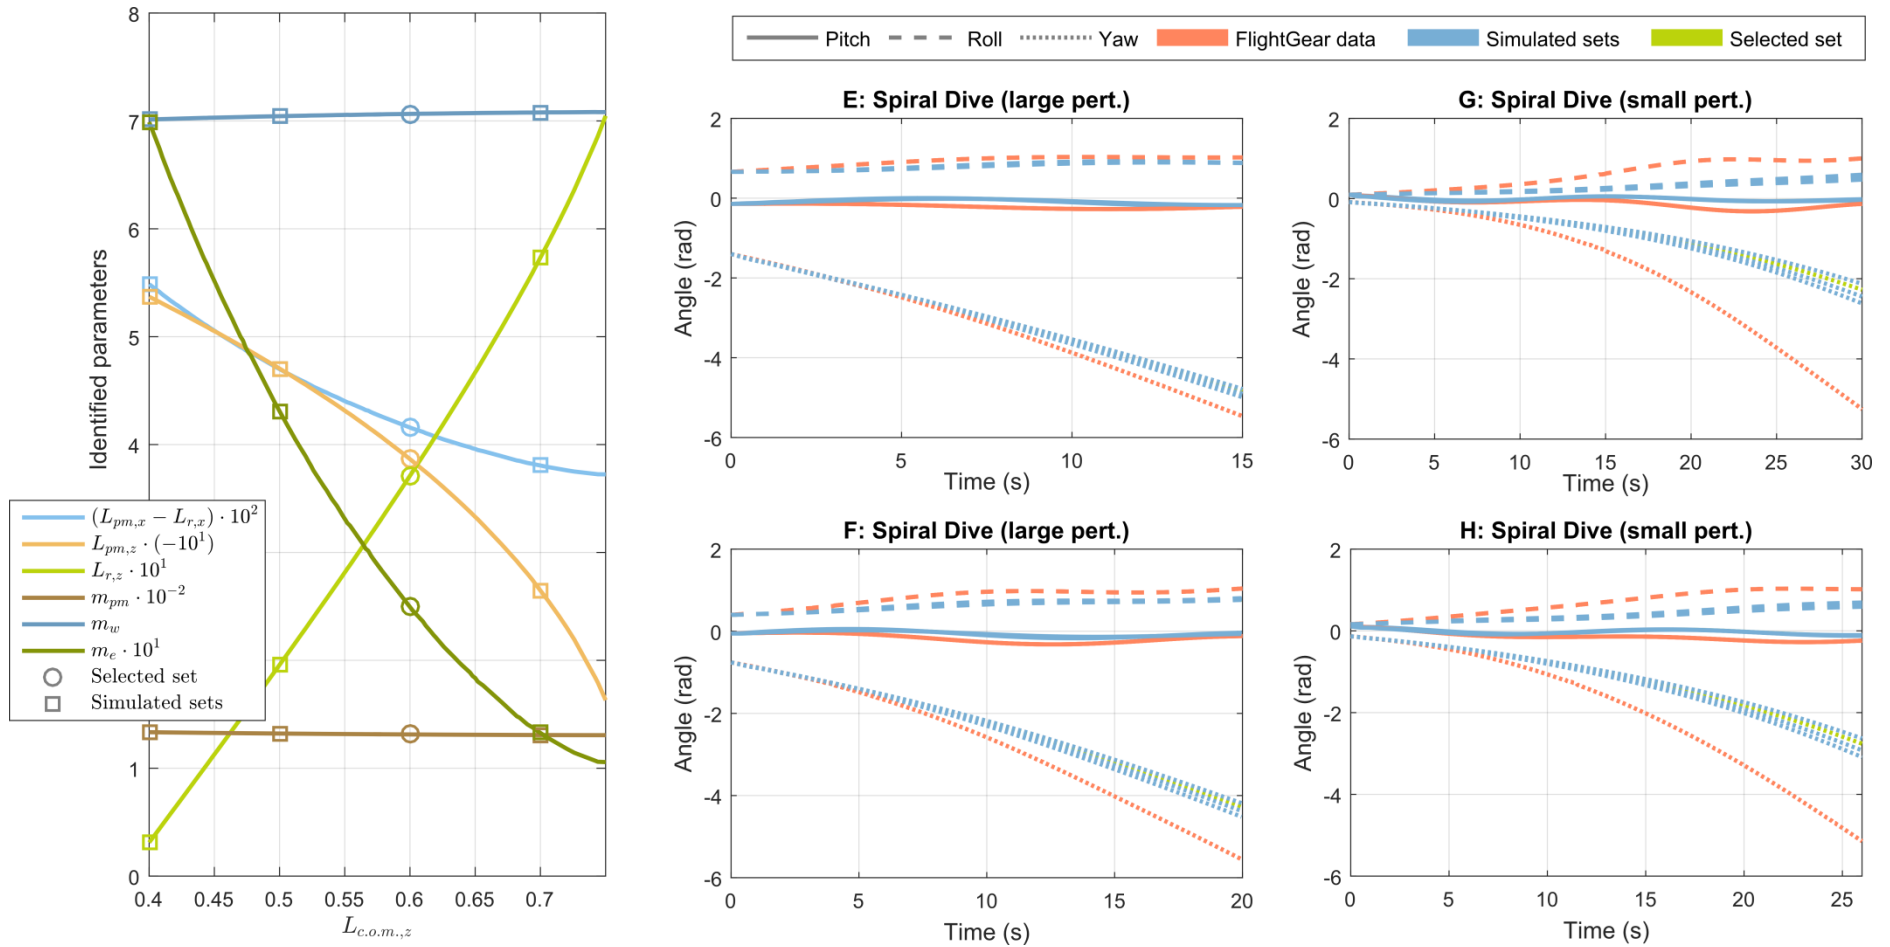 8
7
6
5
4
1
0
0.4 0.45 0.5 0.55 0.6 0.65 0.7
Identified parameters
L_{c.o.m.,z}
(L_{pm,x} − L_{r,x}) · 10^2
L_{pm,z} · (−10^1)
L_{r,z} · 10^1
m_{pm} · 10^{−2}
m_w
m_e · 10^1
Selected set
Simulated sets
Pitch Roll Yaw FlightGear data Simulated sets Selected set
E: Spiral Dive (large pert.)
2
0
-2
-4
-6
0 5 10 15
Angle (rad)
Time (s)
G: Spiral Dive (small pert.)
2
0
-2
-4
-6
0 5 10 15 20 25 30
Angle (rad)
Time (s)
F: Spiral Dive (large pert.)
2
0
-2
-4
-6
0 5 10 15 20
Angle (rad)
Time (s)
H: Spiral Dive (small pert.)
2
0
-2
-4
-6
0 5 10 15 20 25
Angle (rad)
Time (s)